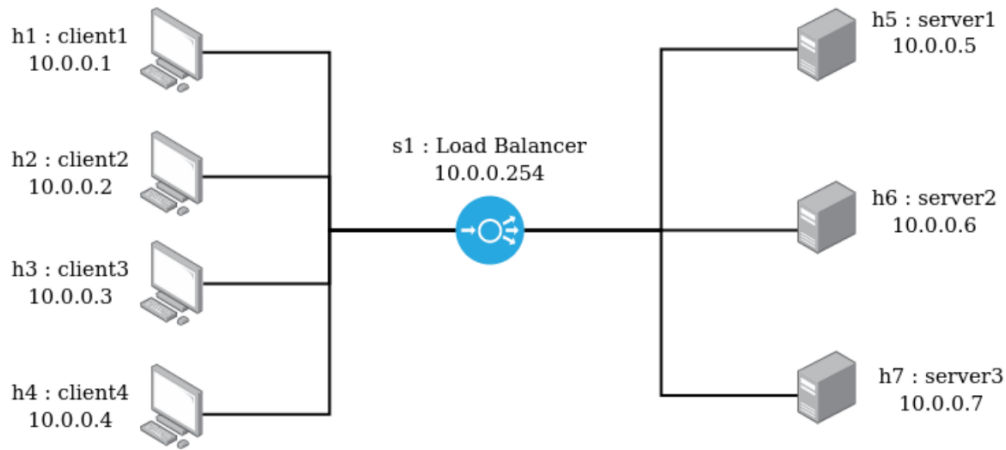 h1 : client1
10.0.0.1
h2 : client2
10.0.0.2
h3 : client3
10.0.0.3
h4 : client4
10.0.0.4
s1 : Load Balancer
10.0.0.254
h5 : server1
10.0.0.5
h6 : server2
10.0.0.6
h7 : server3
10.0.0.7